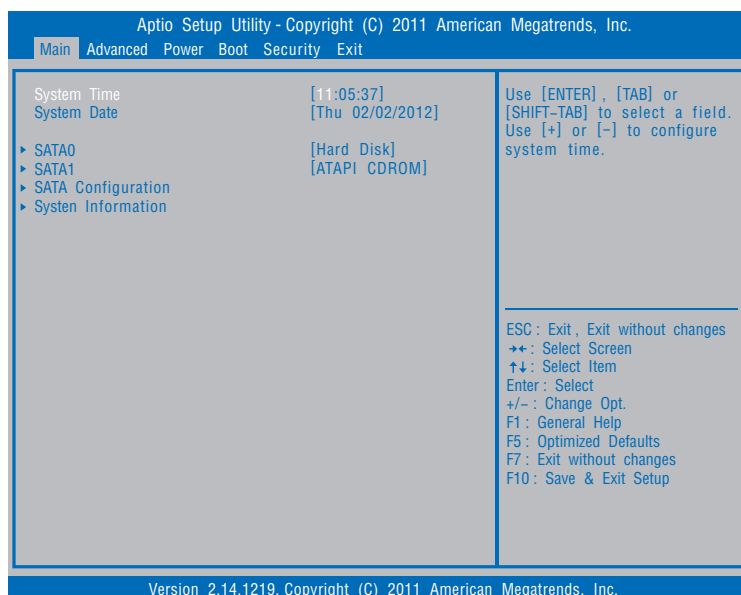 Aptio Setup Utility - Copyright (C) 2011 American Megatrends, Inc.
Main Advanced Power Boot Security Exit
System Time [11:05:37]
System Date [Thu 02/02/2012]
▸ SATA0 [Hard Disk]
▸ SATA1 [ATAPI CDROM]
▸ SATA Configuration
▸ Systen Information
Use [ENTER], [TAB] or
[SHIFT-TAB] to select a field.
Use [+] or [-] to configure
system time.
ESC : Exit, Exit without changes
→← : Select Screen
↑↓ : Select Item
Enter : Select
+/- : Change Opt.
F1 : General Help
F5 : Optimized Defaults
F7 : Exit without changes
F10 : Save & Exit Setup
Version 2.14.1219. Copyright (C) 2011 American Megatrends, Inc.